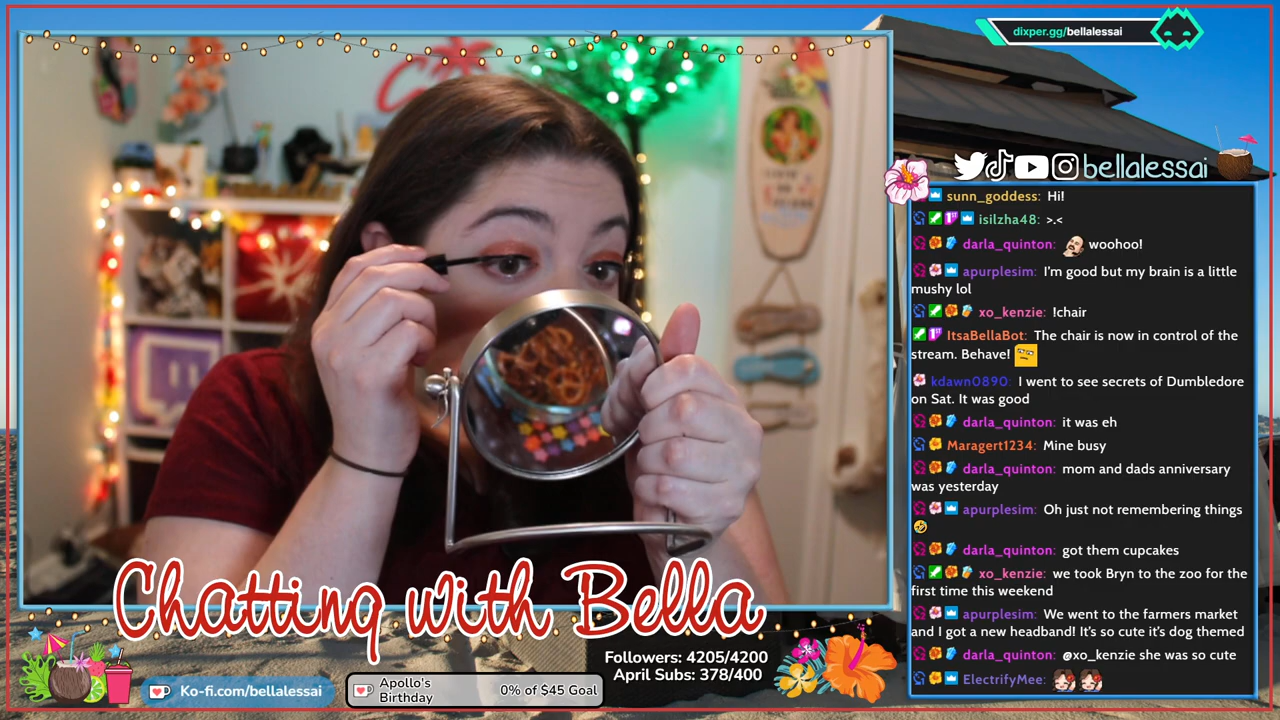 dixper.gg/bellalessai
bellalessai
sunn_goddess: Hi!
isilzha48: >.<
darla_quinton: woohoo!
apurplesim: I'm good but my brain is a little
mushy lol
xo_kenzie: !chair
ItsaBellaBot: The chair is now in control of the
stream. Behave!
kdawn0890: I went to see secrets of Dumbledore
on Sat. It was good
darla_quinton: it was eh
Maragert1234: Mine busy
darla_quinton: mom and dads anniversary
was yesterday
apurplesim: Oh just not remembering things
darla_quinton: got them cupcakes
xo_kenzie: we took Bryn to the zoo for the
first time this weekend
apurplesim: We went to the farmers market
and I got a new headband! It's so cute it's dog themed
darla_quinton: @xo_kenzie she was so cute
ElectrifyMee:
Chatting with Bella
Followers: 4205/4200
April Subs: 378/400
Ko-fi.com/bellalessai
Apollo's
Birthday
0% of $45 Goal